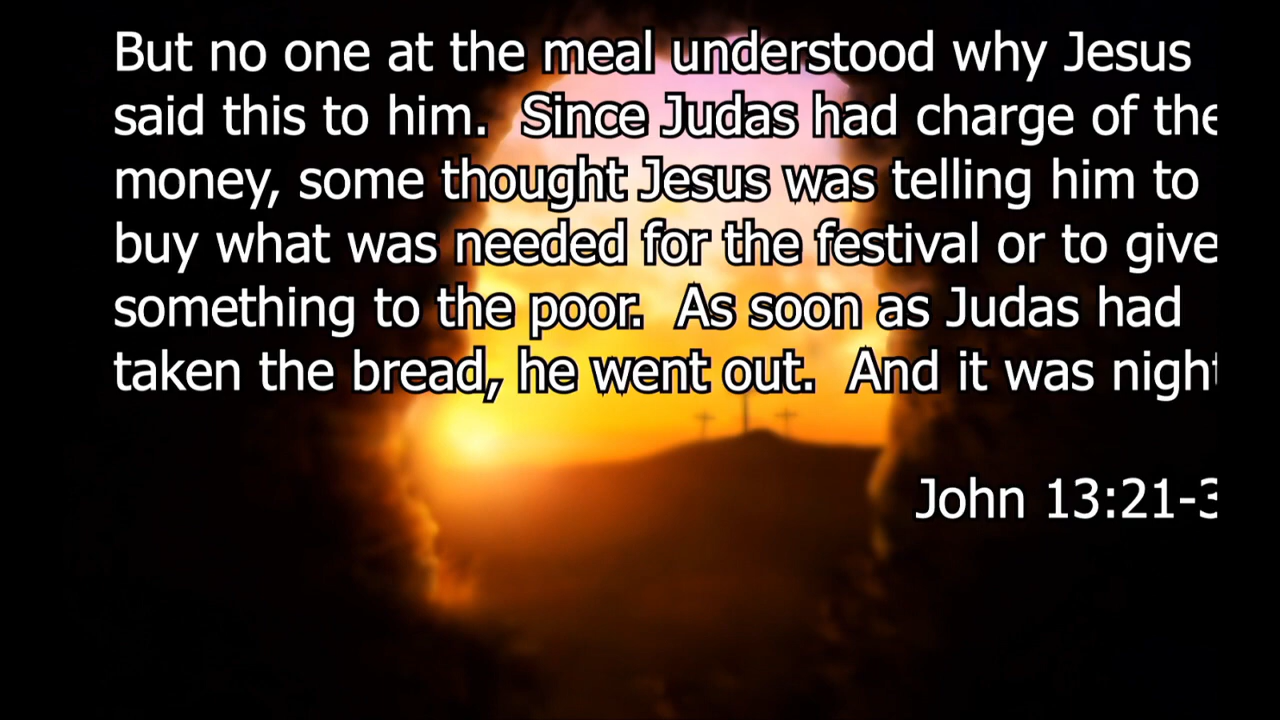 But no one at the meal understood why Jesus
said this to him.  Since Judas had charge of the
money, some thought Jesus was telling him to
buy what was needed for the festival or to give
something to the poor.  As soon as Judas had
taken the bread, he went out.  And it was night
John 13:21-3